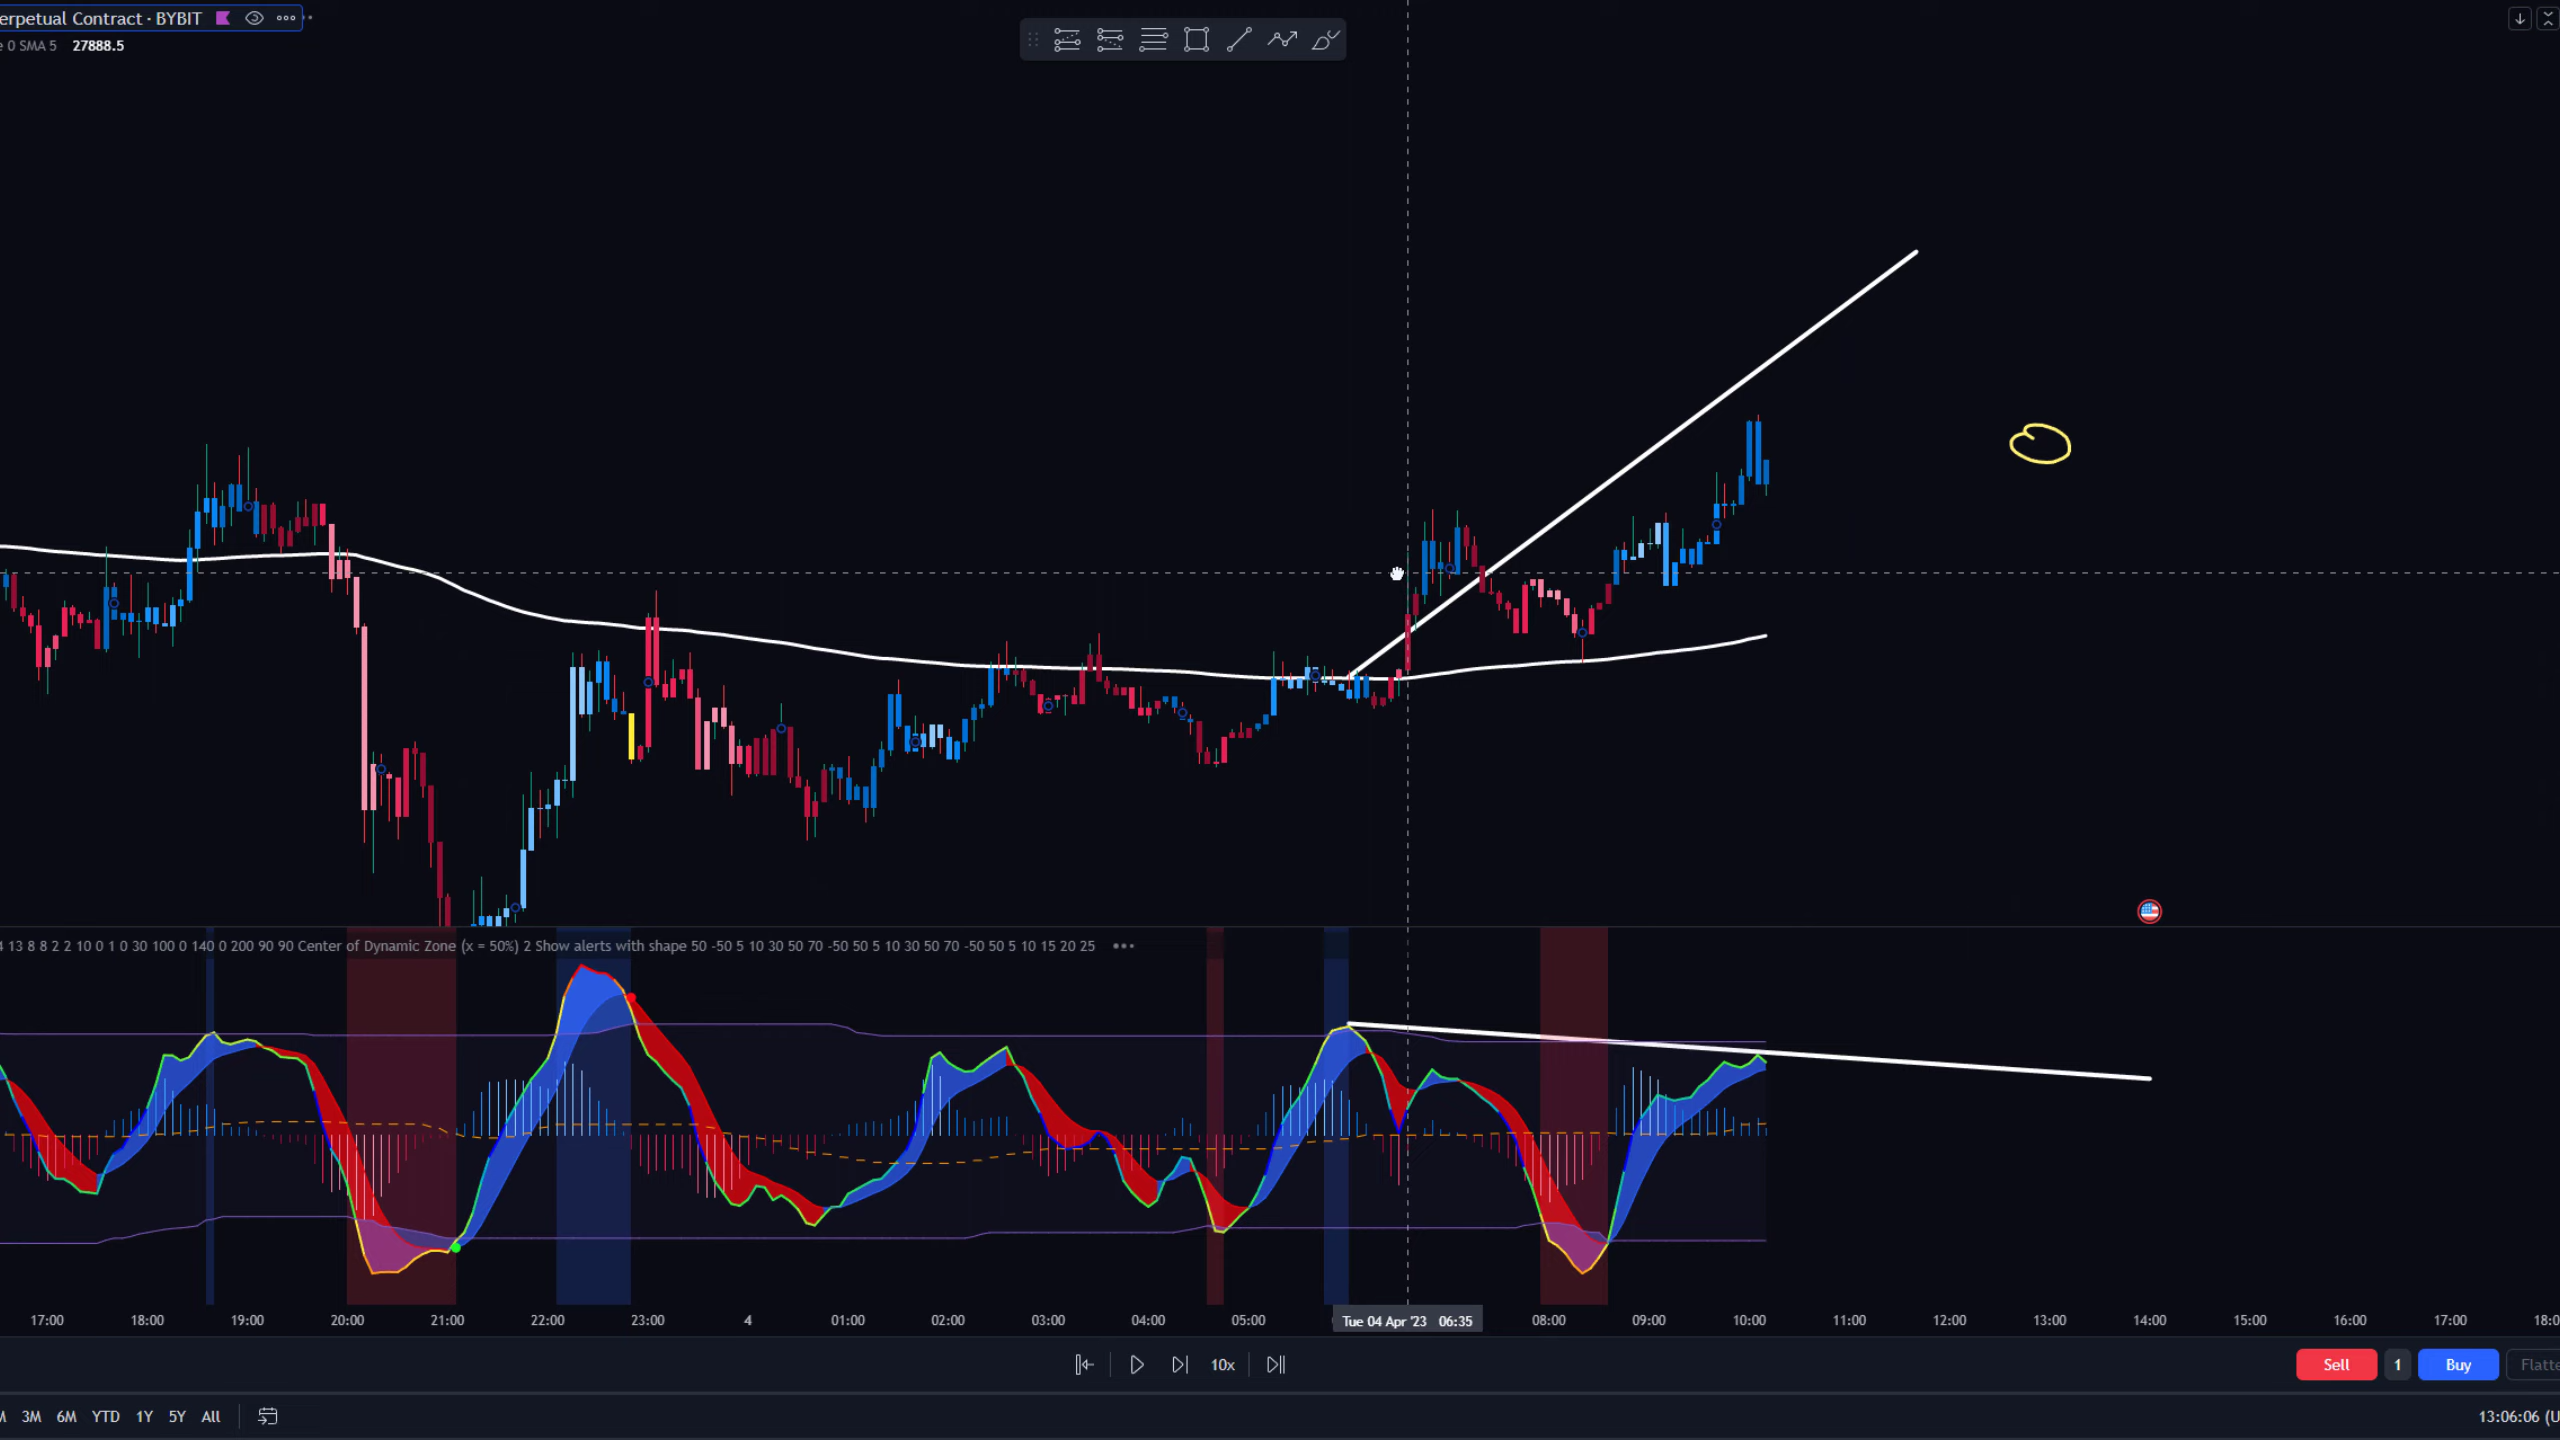 erpetual Contract · BYBIT
e 0 SMA 5 27888.5
4 13 8 8 2 2 10 0 1 0 30 100 0 140 0 200 90 90 Center of Dynamic Zone (x = 50%) 2 Show alerts with shape 50 -50 5 10 30 50 70 -50 50 5 10 30 50 70 -50 50 5 10 15 20 25
17:00 18:00 19:00 20:00 21:00 22:00 23:00 4 01:00 02:00 03:00 04:00 05:00 Tue 04 Apr '23 06:35 08:00 09:00 10:00 11:00 12:00 13:00 14:00 15:00 16:00 17:00 18:0
10x
Sell 1 Buy Flatte
M 3M 6M YTD 1Y 5Y All
13:06:06 (U